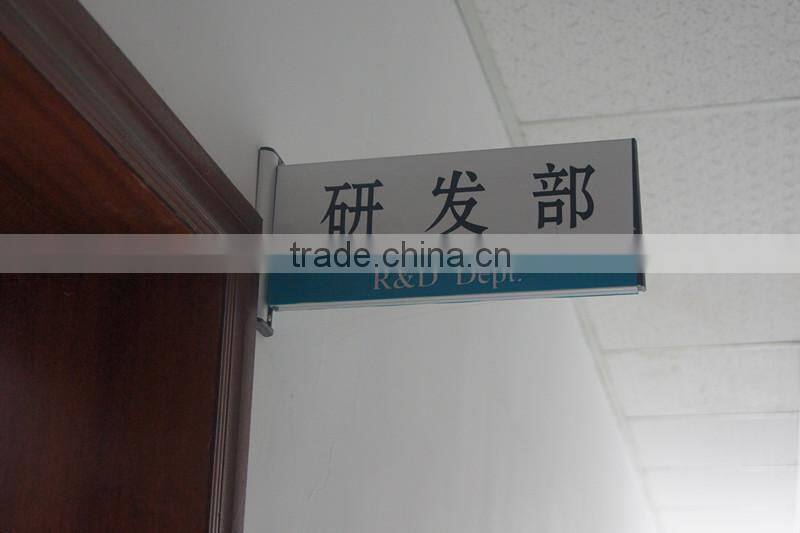 研发部
trade.china.cn
R&D Dept.